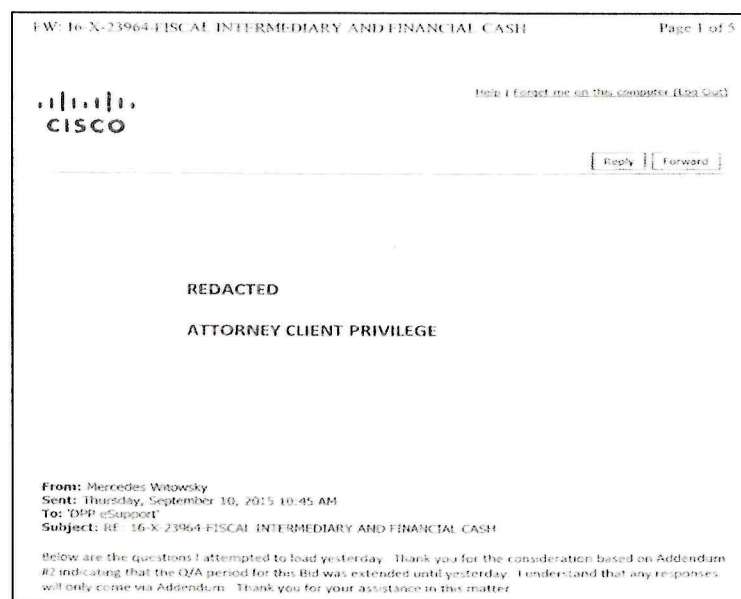 FW: 16-X-23964-FISCAL INTERMEDIARY AND FINANCIAL CASH Page 1 of 5
Help | Forget me on this computer (Log Out)
CISCO
Reply Forward
REDACTED
ATTORNEY CLIENT PRIVILEGE
From: Mercedes Witowsky
Sent: Thursday, September 10, 2015 10:45 AM
To: 'DPP eSupport'
Subject: RE: 16-X-23964-FISCAL INTERMEDIARY AND FINANCIAL CASH
Below are the questions I attempted to load yesterday. Thank you for the consideration based on Addendum
#2 indicating that the Q/A period for this Bid was extended until yesterday. I understand that any responses
will only come via Addendum. Thank you for your assistance in this matter